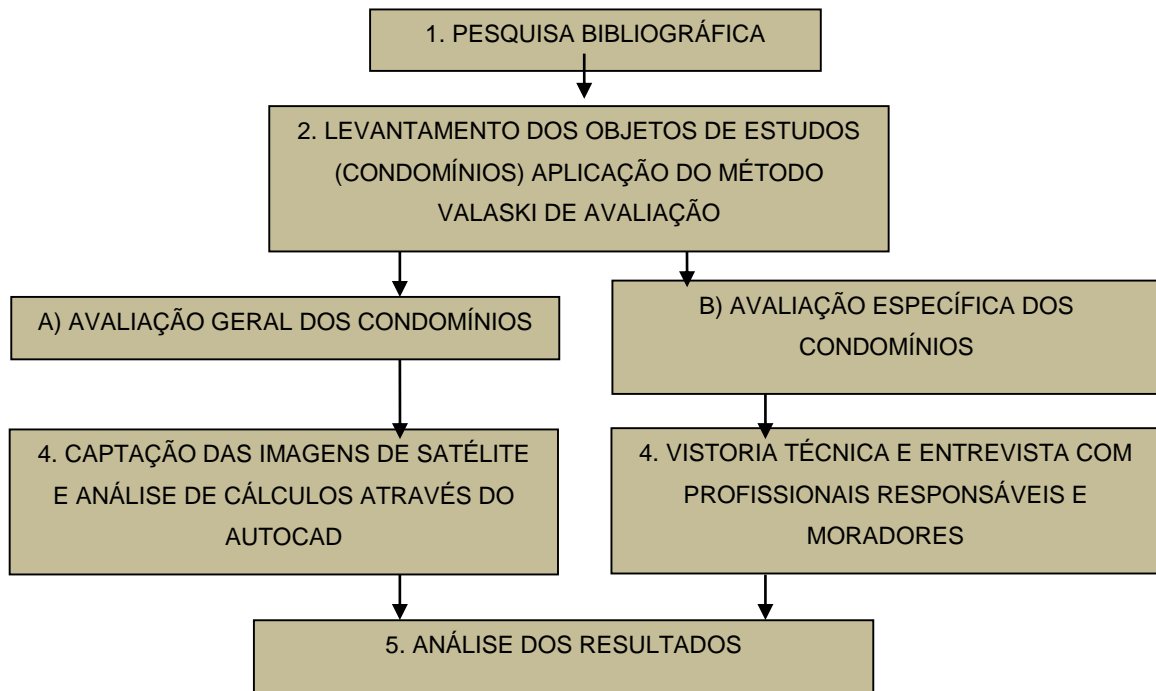 1. PESQUISA BIBLIOGRÁFICA
2. LEVANTAMENTO DOS OBJETOS DE ESTUDOS
(CONDOMÍNIOS) APLICAÇÃO DO MÉTODO
VALASKI DE AVALIAÇÃO
A) AVALIAÇÃO GERAL DOS CONDOMÍNIOS
B) AVALIAÇÃO ESPECÍFICA DOS
CONDOMÍNIOS
4. CAPTAÇÃO DAS IMAGENS DE SATÉLITE
E ANÁLISE DE CÁLCULOS ATRAVÉS DO
AUTOCAD
4. VISTORIA TÉCNICA E ENTREVISTA COM
PROFISSIONAIS RESPONSÁVEIS E
MORADORES
5. ANÁLISE DOS RESULTADOS